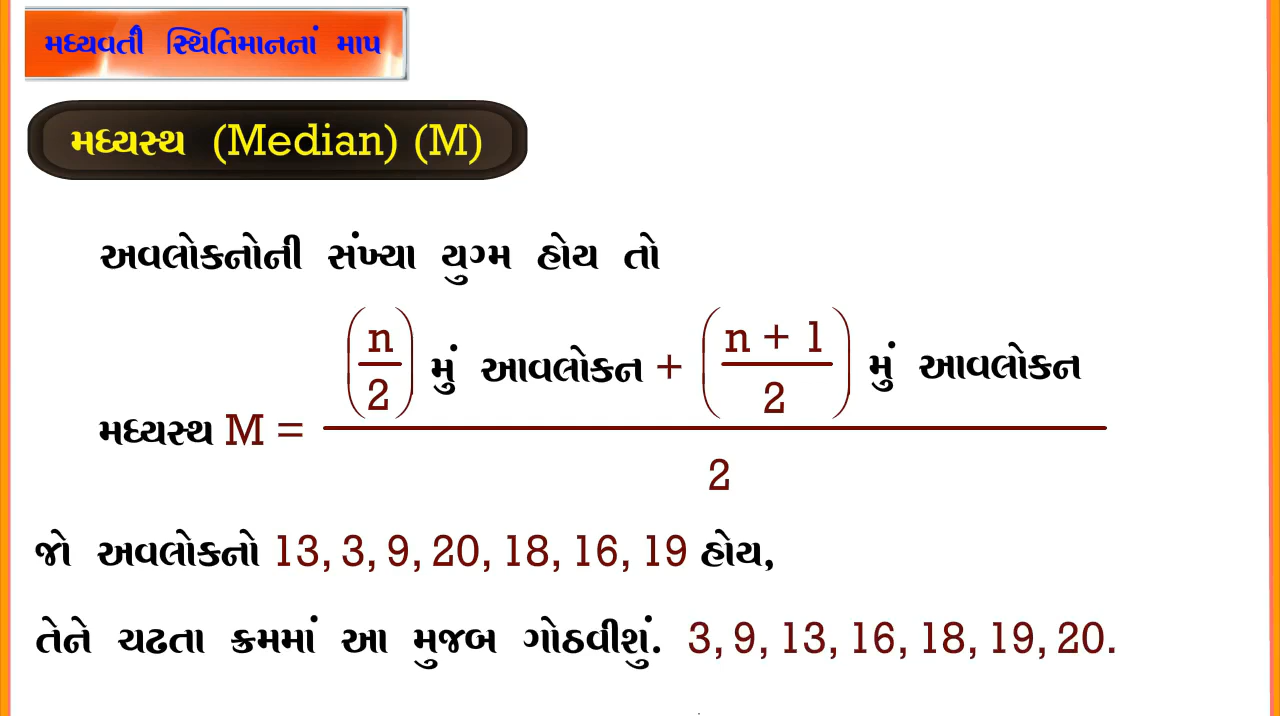 મધ્યવર્તી સ્થિતિમાનનાં માપ
મધ્યસ્થ (Median) (M)
અવલોકનોની સંખ્યા યુગ્મ હોય તો
મધ્યસ્થ M = ((n/2) મું આવલોકન + ((n + 1)/2) મું આવલોકન)/2
જો અવલોકનો 13, 3, 9, 20, 18, 16, 19 હોય,
તેને ચઢતા ક્રમમાં આ મુજબ ગોઠવીશું. 3, 9, 13, 16, 18, 19, 20.